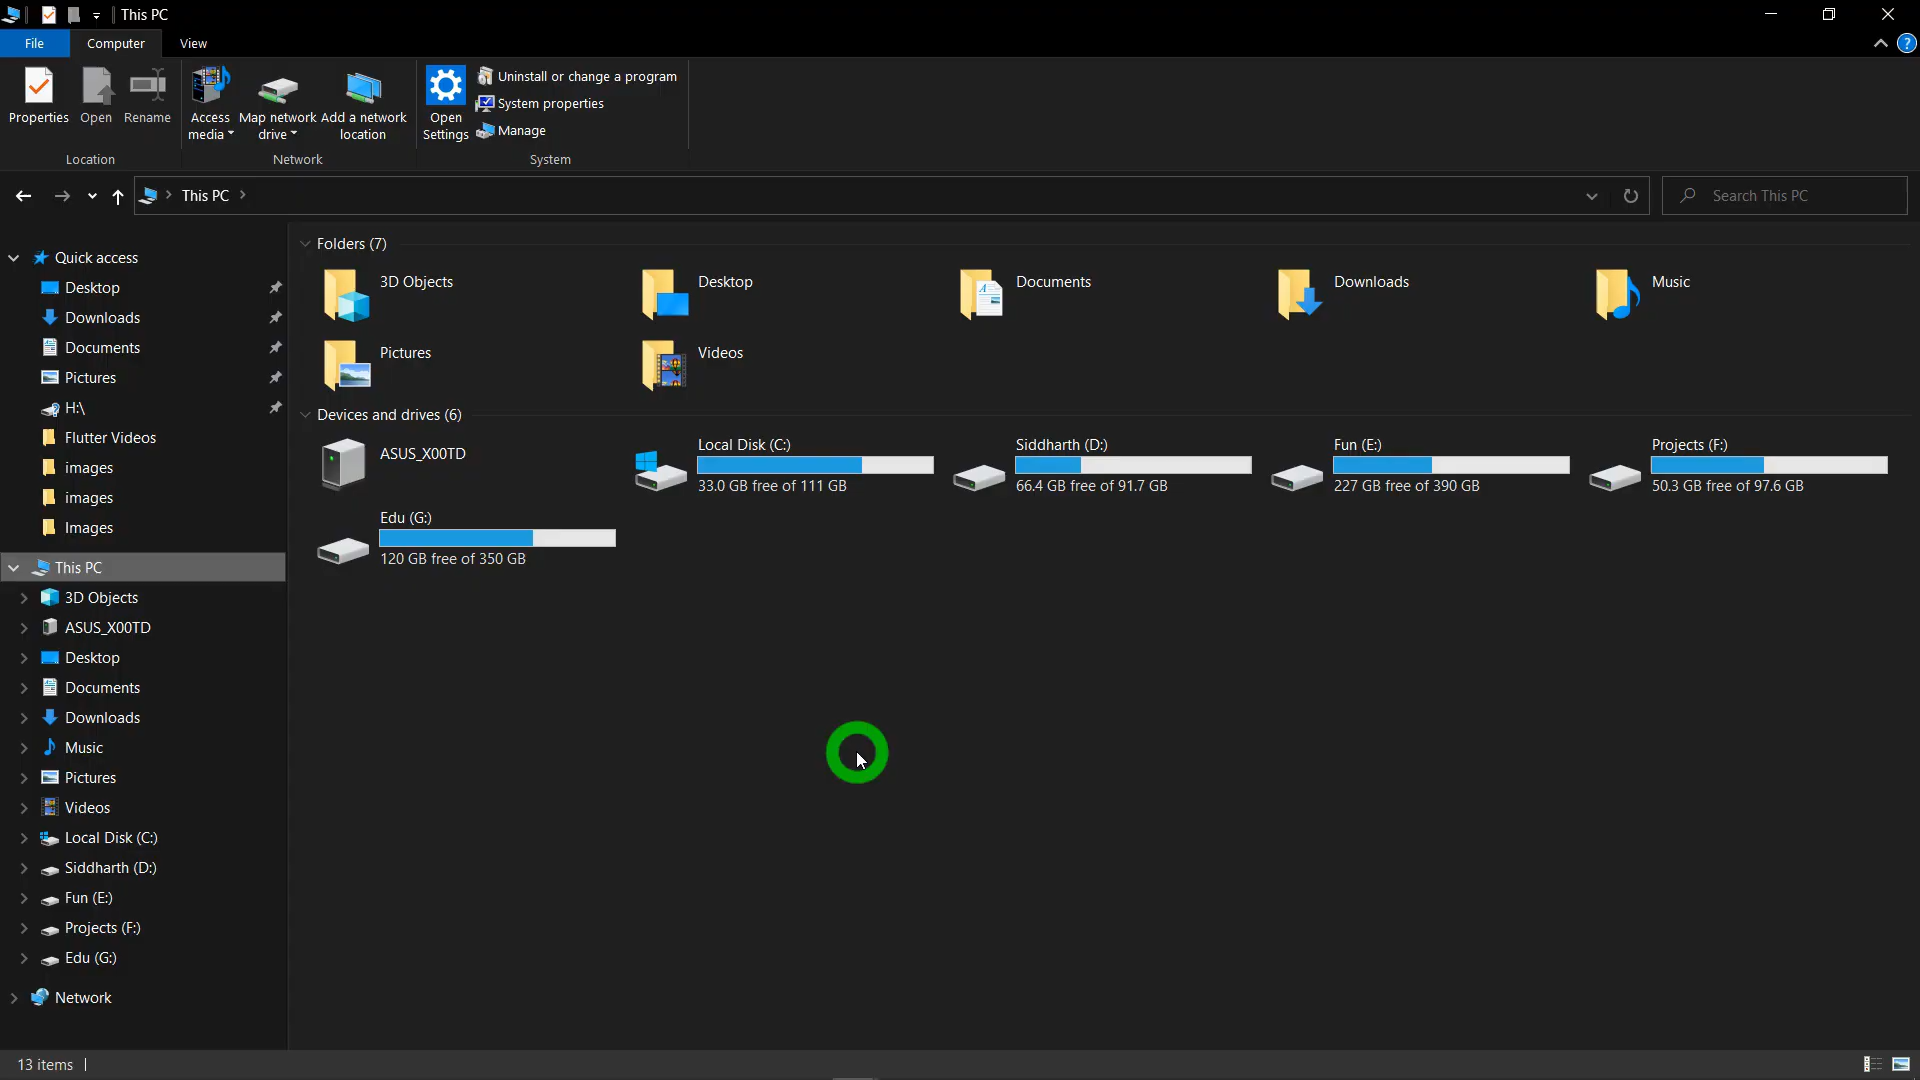 This PC
File Computer View
Properties Open Rename Access media Map network drive Add a network location Open Settings
Uninstall or change a program
System properties
Manage
Location Network System
This PC
Search This PC
Quick access
Desktop
Downloads
Documents
Pictures
H:\
Flutter Videos
images
images
Images
This PC
3D Objects
ASUS_X00TD
Desktop
Documents
Downloads
Music
Pictures
Videos
Local Disk (C:)
Siddharth (D:)
Fun (E:)
Projects (F:)
Edu (G:)
Network
Folders (7)
3D Objects Desktop Documents Downloads Music
Pictures Videos
Devices and drives (6)
ASUS_X00TD
Local Disk (C:)
33.0 GB free of 111 GB
Siddharth (D:)
66.4 GB free of 91.7 GB
Fun (E:)
227 GB free of 390 GB
Projects (F:)
50.3 GB free of 97.6 GB
Edu (G:)
120 GB free of 350 GB
13 items